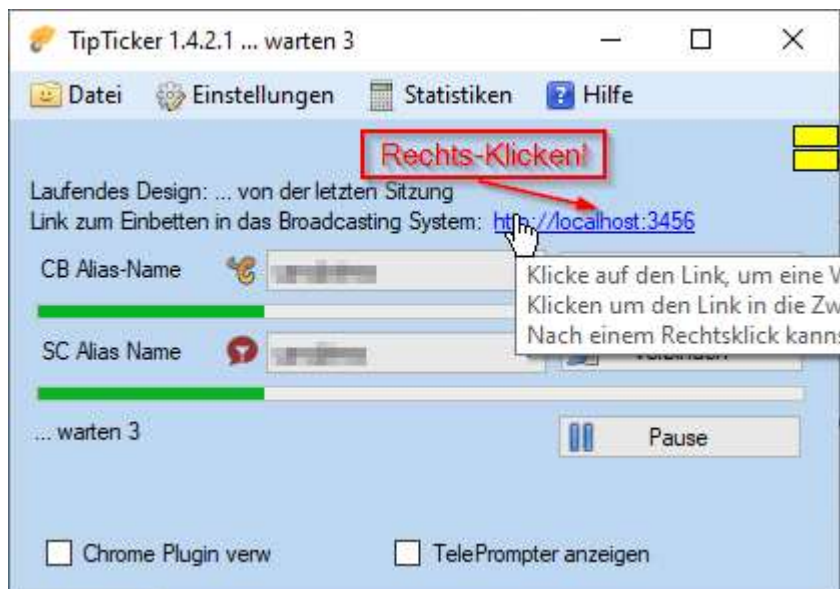 TipTicker 1.4.2.1 ... warten 3
Datei Einstellungen Statistiken Hilfe
Rechts-Klicken!
Laufendes Design: ... von der letzten Sitzung
Link zum Einbetten in das Broadcasting System: http://localhost:3456
CB Alias-Name
Klicke auf den Link, um eine
Klicken um den Link in die
Nach einem Rechtsklick
SC Alias Name
... warten 3
Pause
Chrome Plugin verw
TelePrompter anzeigen